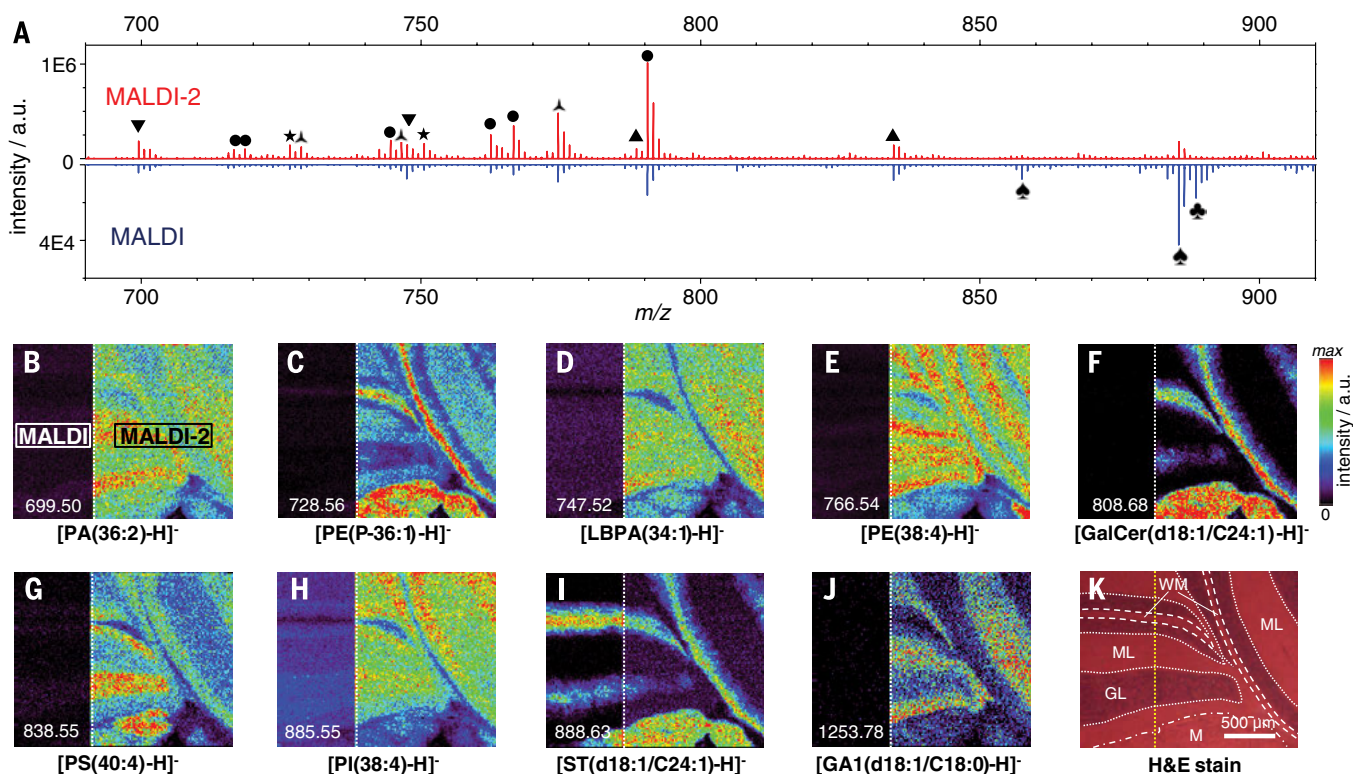 A
700 750 800 850 900
1E6
MALDI-2
0
MALDI
4E4
intensity / a.u.
700 750 800 850 900
m/z
B
MALDI
MALDI-2
699.50
[PA(36:2)-H]-
C
728.56
[PE(P-36:1)-H]-
D
747.52
[LBPA(34:1)-H]-
E
766.54
[PE(38:4)-H]-
F
808.68
[GalCer(d18:1/C24:1)-H]-
max
intensity / a.u.
0
G
838.55
[PS(40:4)-H]-
H
885.55
[PI(38:4)-H]-
I
888.63
[ST(d18:1/C24:1)-H]-
J
1253.78
[GA1(d18:1/C18:0)-H]-
K
WM
ML
ML
GL
500 µm
M
H&E stain